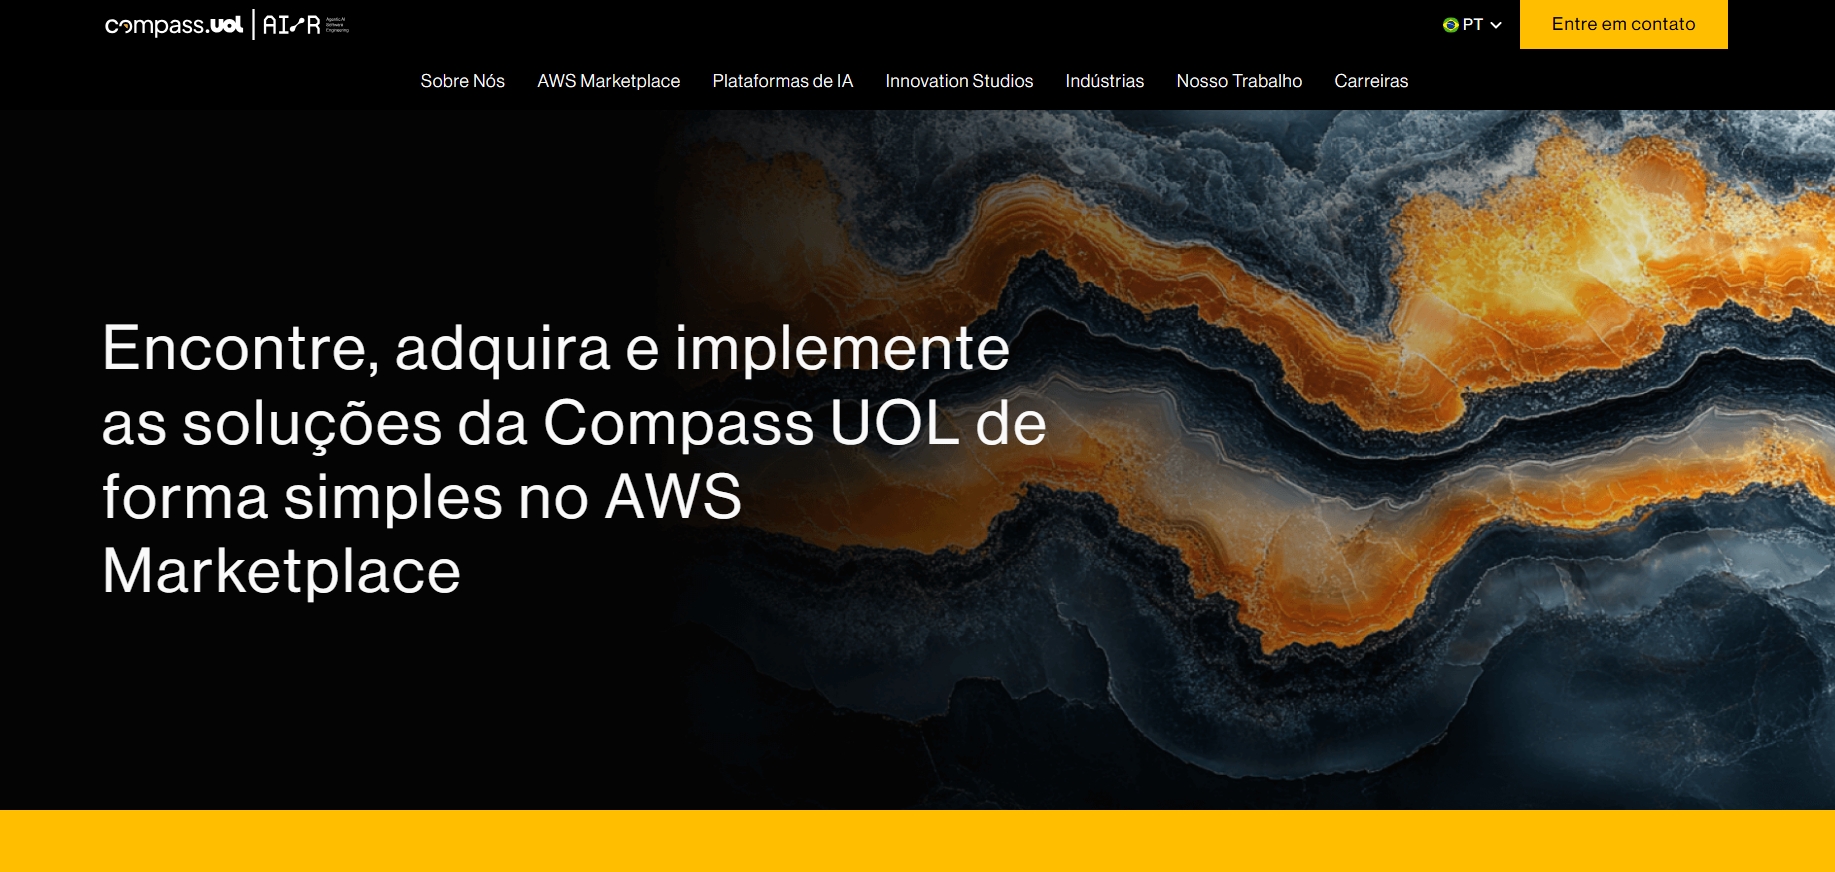 compass.uol | AI/R Agentic AI Software Engineering
PT
Entre em contato
Sobre Nós
AWS Marketplace
Plataformas de IA
Innovation Studios
Indústrias
Nosso Trabalho
Carreiras
Encontre, adquira e implemente
as soluções da Compass UOL de
forma simples no AWS
Marketplace